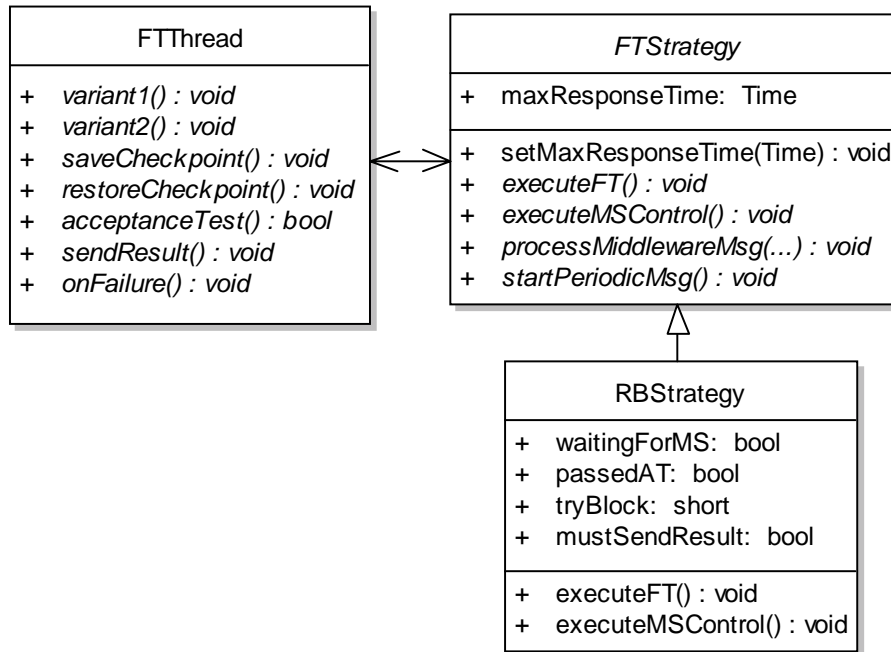 FTThread
+ variant1() : void
+ variant2() : void
+ saveCheckpoint() : void
+ restoreCheckpoint() : void
+ acceptanceTest() : bool
+ sendResult() : void
+ onFailure() : void
FTStrategy
+ maxResponseTime: Time
+ setMaxResponseTime(Time) : void
+ executeFT() : void
+ executeMSControl() : void
+ processMiddlewareMsg(...) : void
+ startPeriodicMsg() : void
RBStrategy
+ waitingForMS: bool
+ passedAT: bool
+ tryBlock: short
+ mustSendResult: bool
+ executeFT() : void
+ executeMSControl() : void